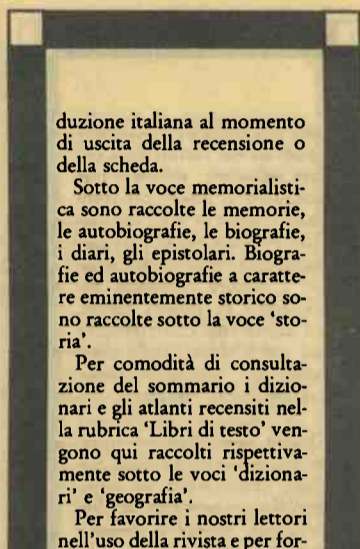 duzione italiana al momento
di uscita della recensione o
della scheda.
Sotto la voce memorialisti-
ca sono raccolte le memorie,
le autobiografie, le biografie,
i diari, gli epistolari. Biogra-
fie ed autobiografie a caratte-
re eminentemente storico so-
no raccolte sotto la voce ‘sto-
ria’.
Per comodità di consulta-
zione del sommario i dizio-
nari e gli atlanti recensiti nel-
la rubrica ‘Libri di testo’ ven-
gono qui raccolti rispettiva-
mente sotto le voci ‘diziona-
ri’ e ‘geografia’.
Per favorire i nostri lettori
nell'uso della rivista e per for-